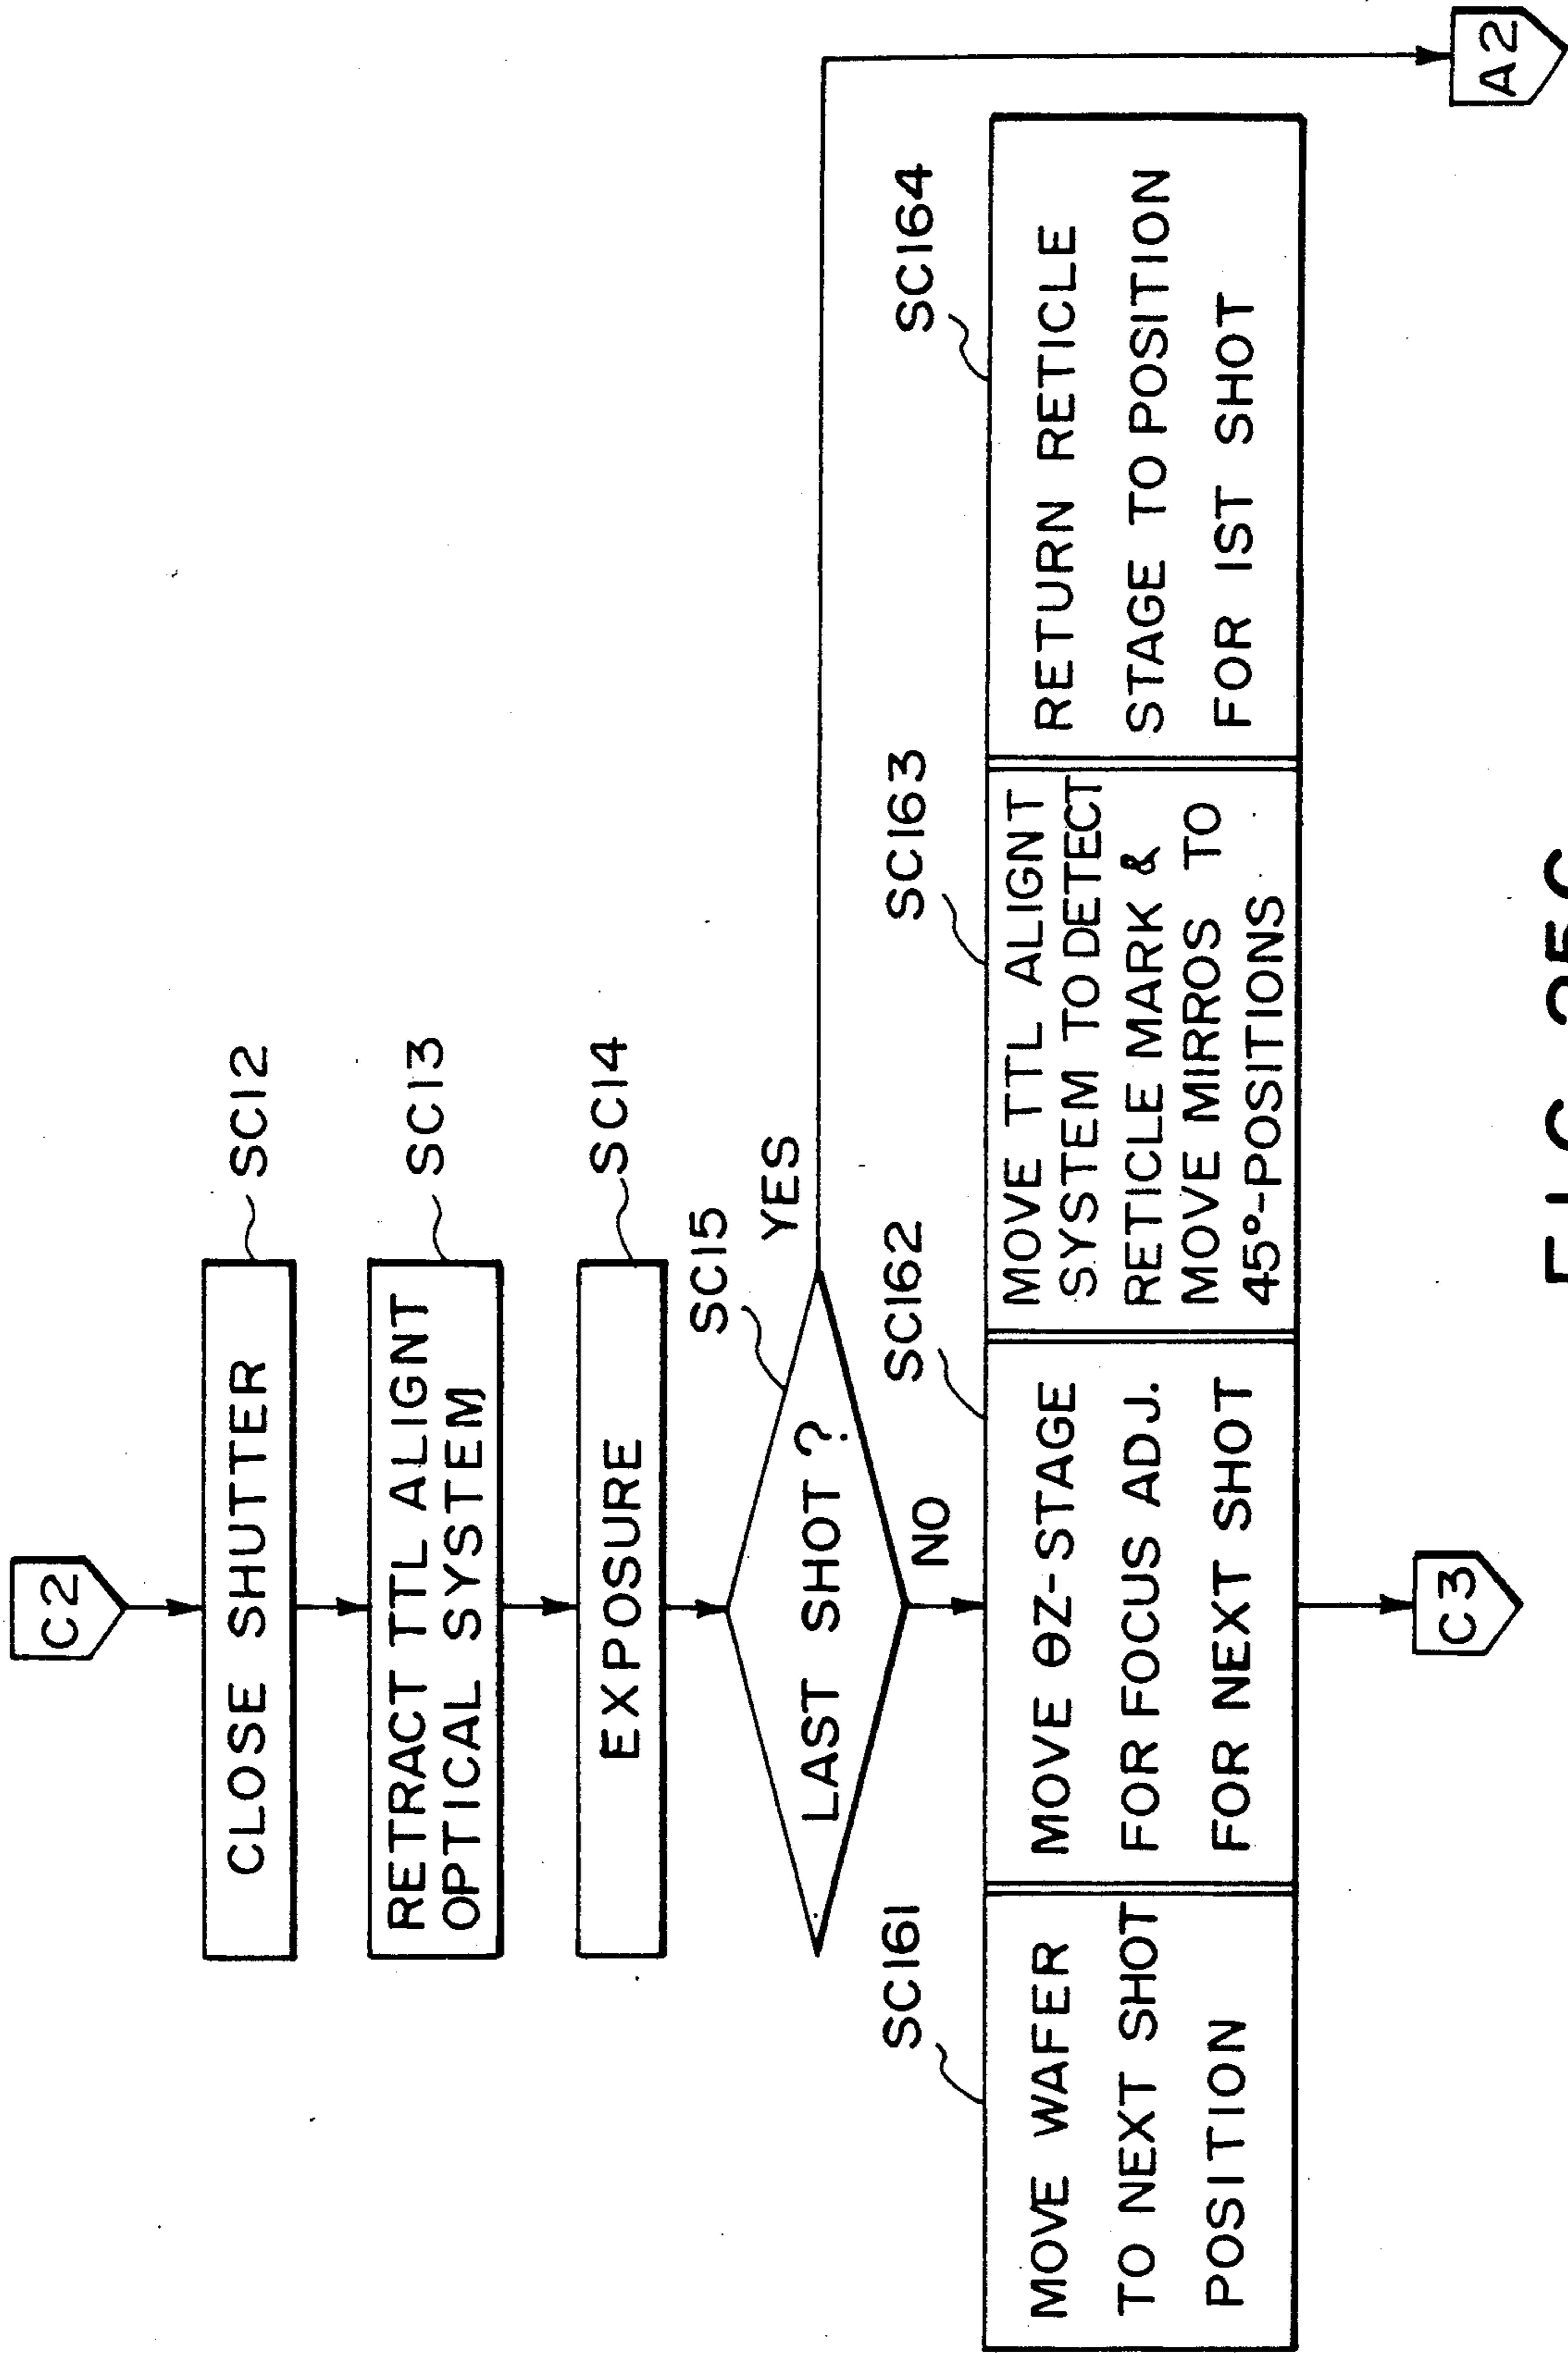 C2
CLOSE SHUTTER
SC12
RETRACT TTL ALIGNT
OPTICAL SYSTEM
SC13
EXPOSURE
SC14
LAST SHOT ?
SC15
YES
NO
SC161
MOVE WAFER
TO NEXT SHOT
POSITION
SC162
MOVE θZ-STAGE
FOR FOCUS ADJ.
FOR NEXT SHOT
SC163
MOVE TTL ALIGNT
SYSTEM TO DETECT
RETICLE MARK &
MOVE MIRROS TO
45°-POSITIONS
SC164
RETURN RETICLE
STAGE TO POSITION
FOR 1ST SHOT
C3
A2